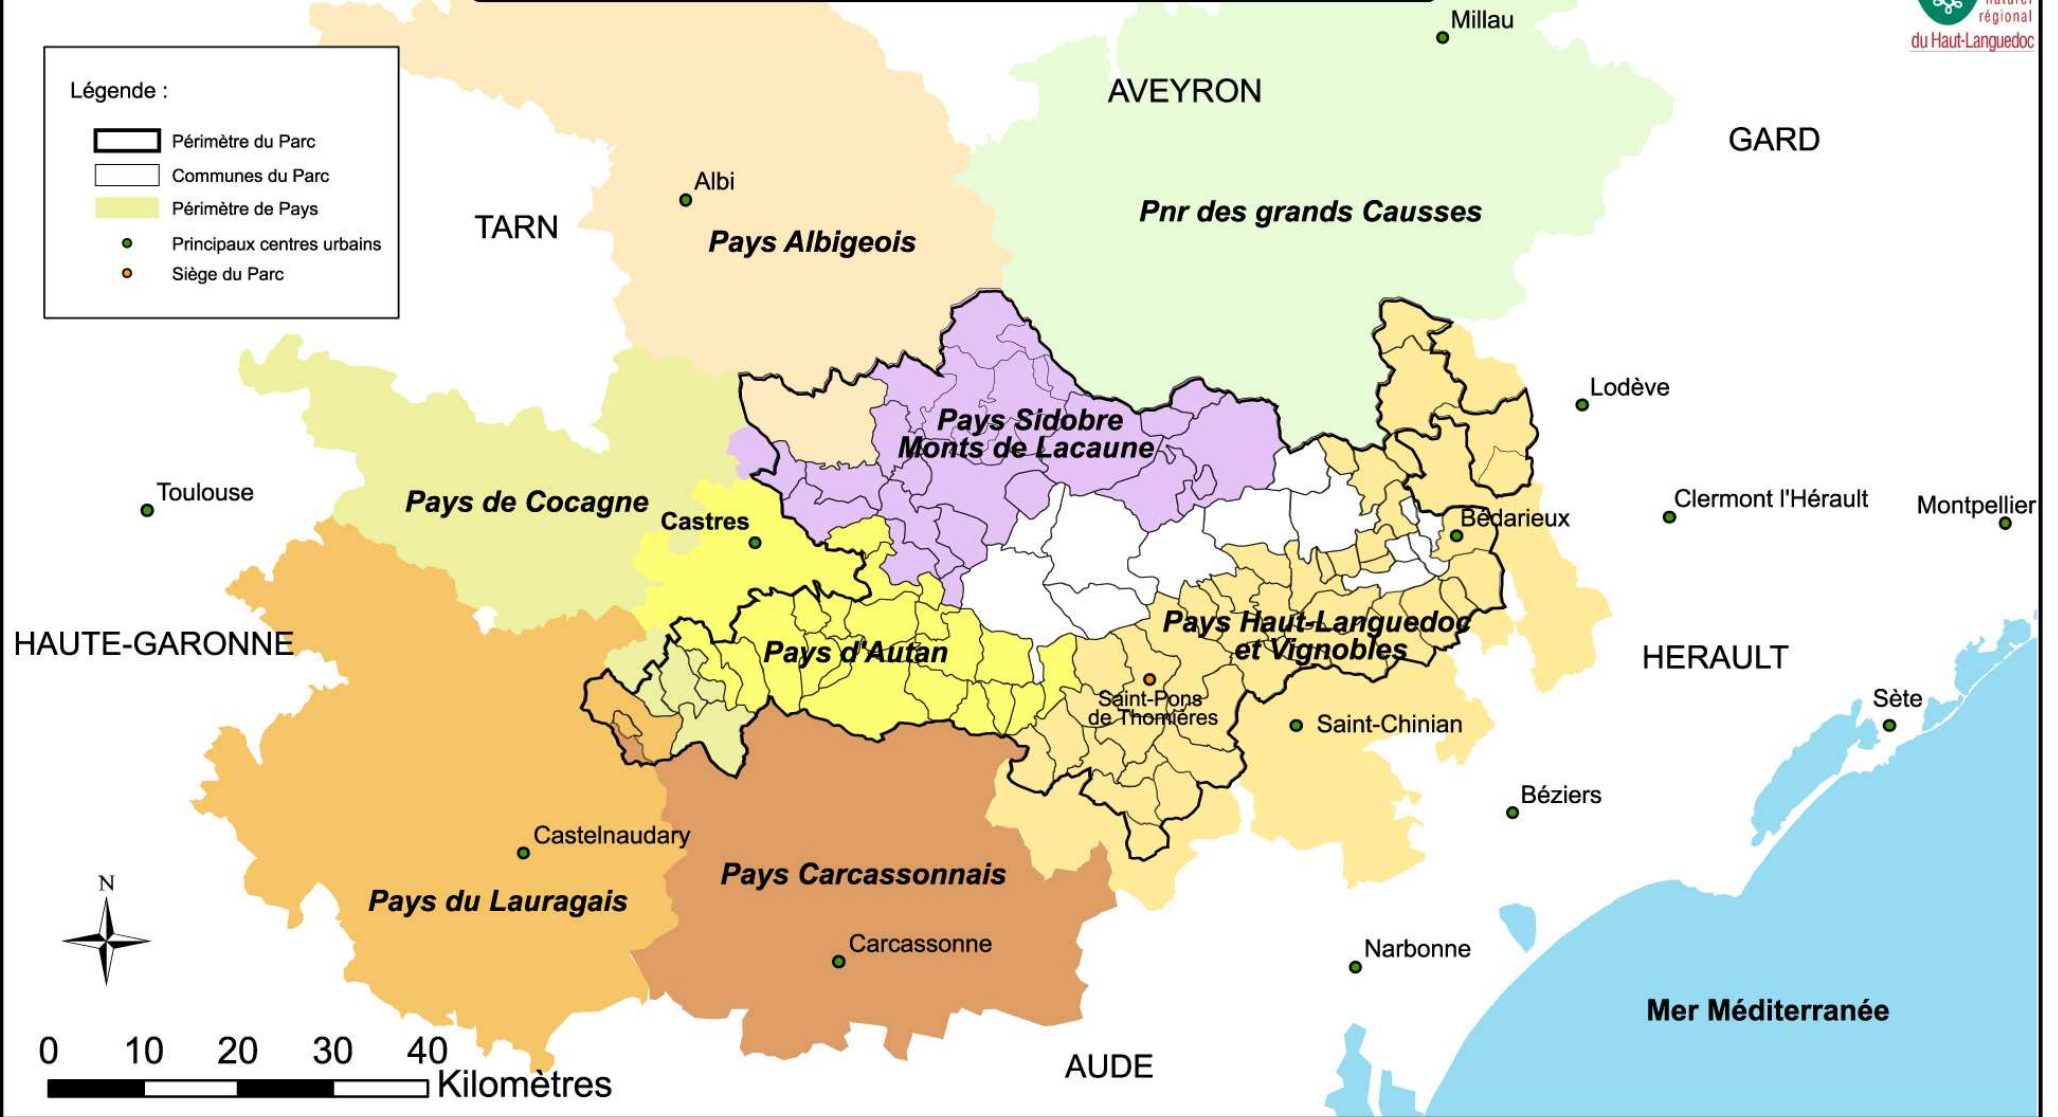 naturel
régional
du Haut-Languedoc
Millau
Légende :
Périmètre du Parc
Communes du Parc
Périmètre de Pays
Principaux centres urbains
Siège du Parc
AVEYRON
GARD
Albi
TARN
Pays Albigeois
Pnr des grands Causses
Lodève
Pays Sidobre
Monts de Lacaune
Toulouse
Pays de Cocagne
Castres
Bédarieux
Clermont l'Hérault
Montpellier
HAUTE-GARONNE
Pays d'Autan
Pays Haut-Languedoc
et Vignobles
HERAULT
Saint-Pons
de Thomières
Saint-Chinian
Sète
Béziers
Castelnaudary
Pays du Lauragais
Pays Carcassonnais
Carcassonne
Narbonne
Mer Méditerranée
N
0 10 20 30 40
Kilomètres
AUDE